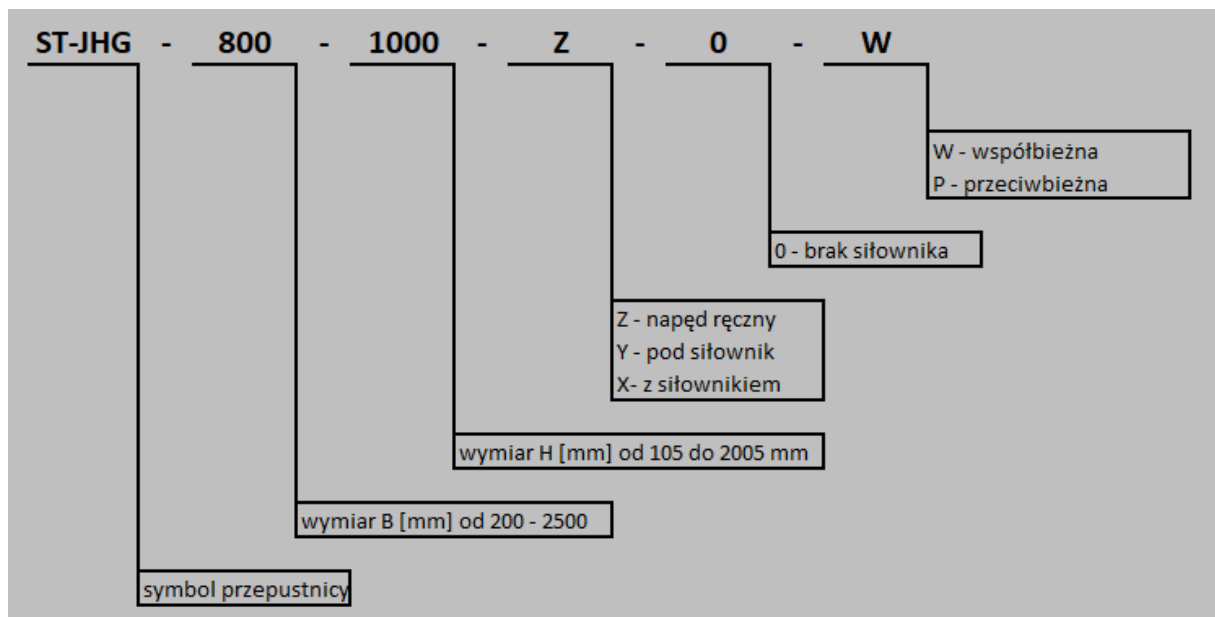 ST-JHG - 800 - 1000 - Z - 0 - W
W - współbieżna
P - przeciwbieżna
0 - brak siłownika
Z - napęd ręczny
Y - pod siłownik
X- z siłownikiem
wymiar H [mm] od 105 do 2005 mm
wymiar B [mm] od 200 - 2500
symbol przepustnicy